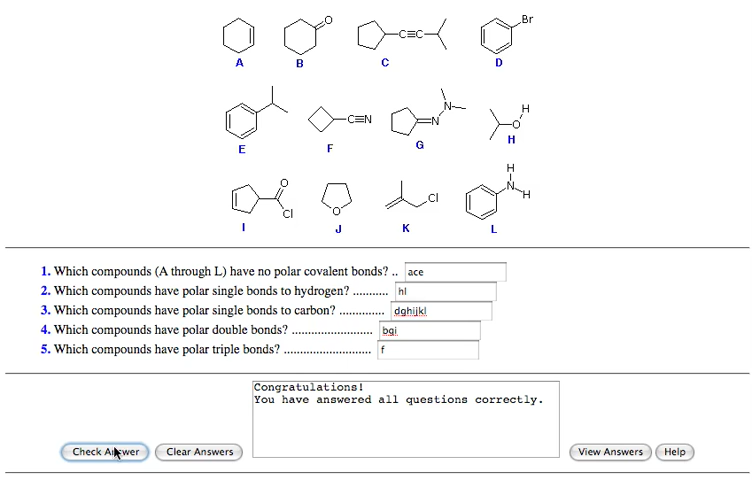 O
C≡C
Br
A
B
C
D
C≡N
N
N
H
O
E
F
G
H
O
Cl
O
Cl
H
N
H
I
J
K
L
1. Which compounds (A through L) have no polar covalent bonds? .. ace
2. Which compounds have polar single bonds to hydrogen? ........... hl
3. Which compounds have polar single bonds to carbon? .............. dghijkl
4. Which compounds have polar double bonds? ........................ bgi
5. Which compounds have polar triple bonds? ........................... f
Congratulations!
You have answered all questions correctly.
Check Answer
Clear Answers
View Answers
Help